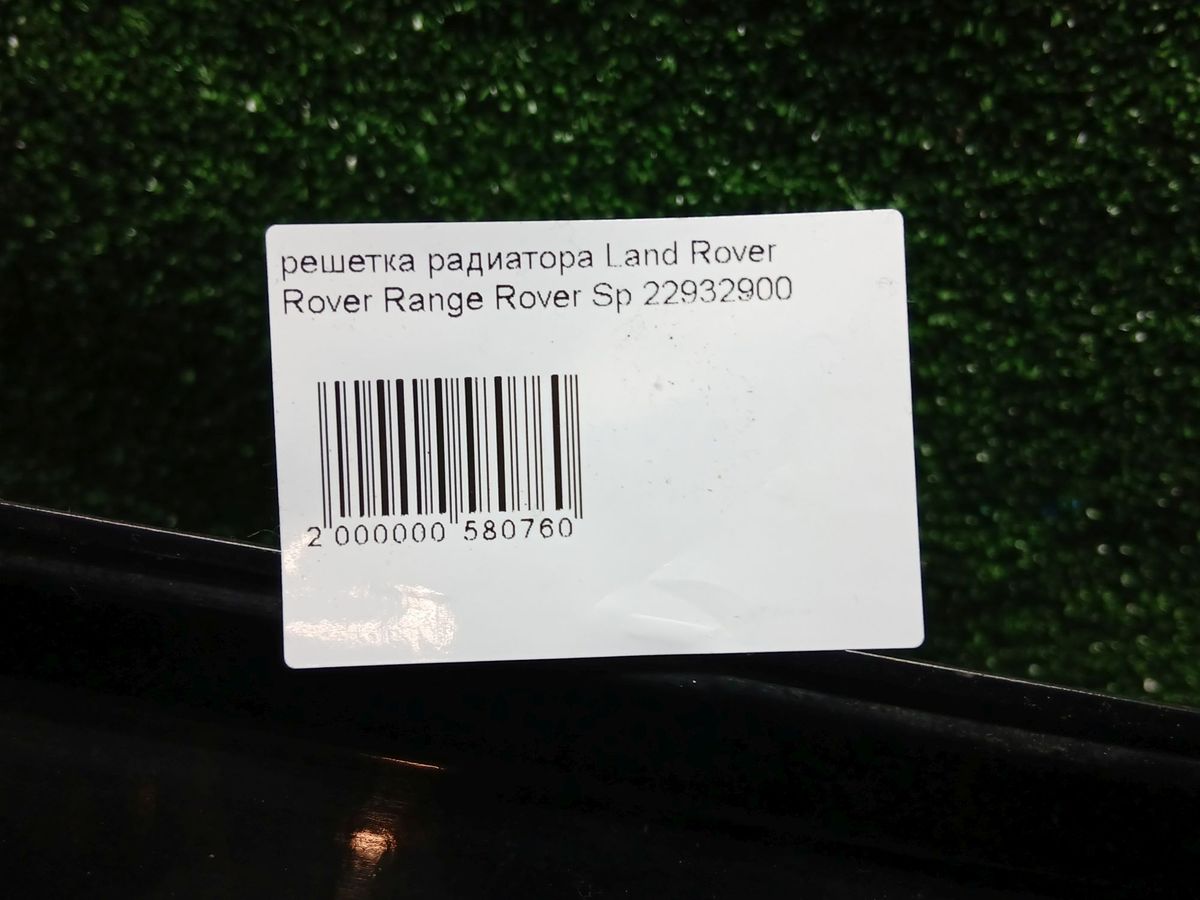 решетка радиатора Land Rover
Rover Range Rover Sp 22932900
2 000000 580760